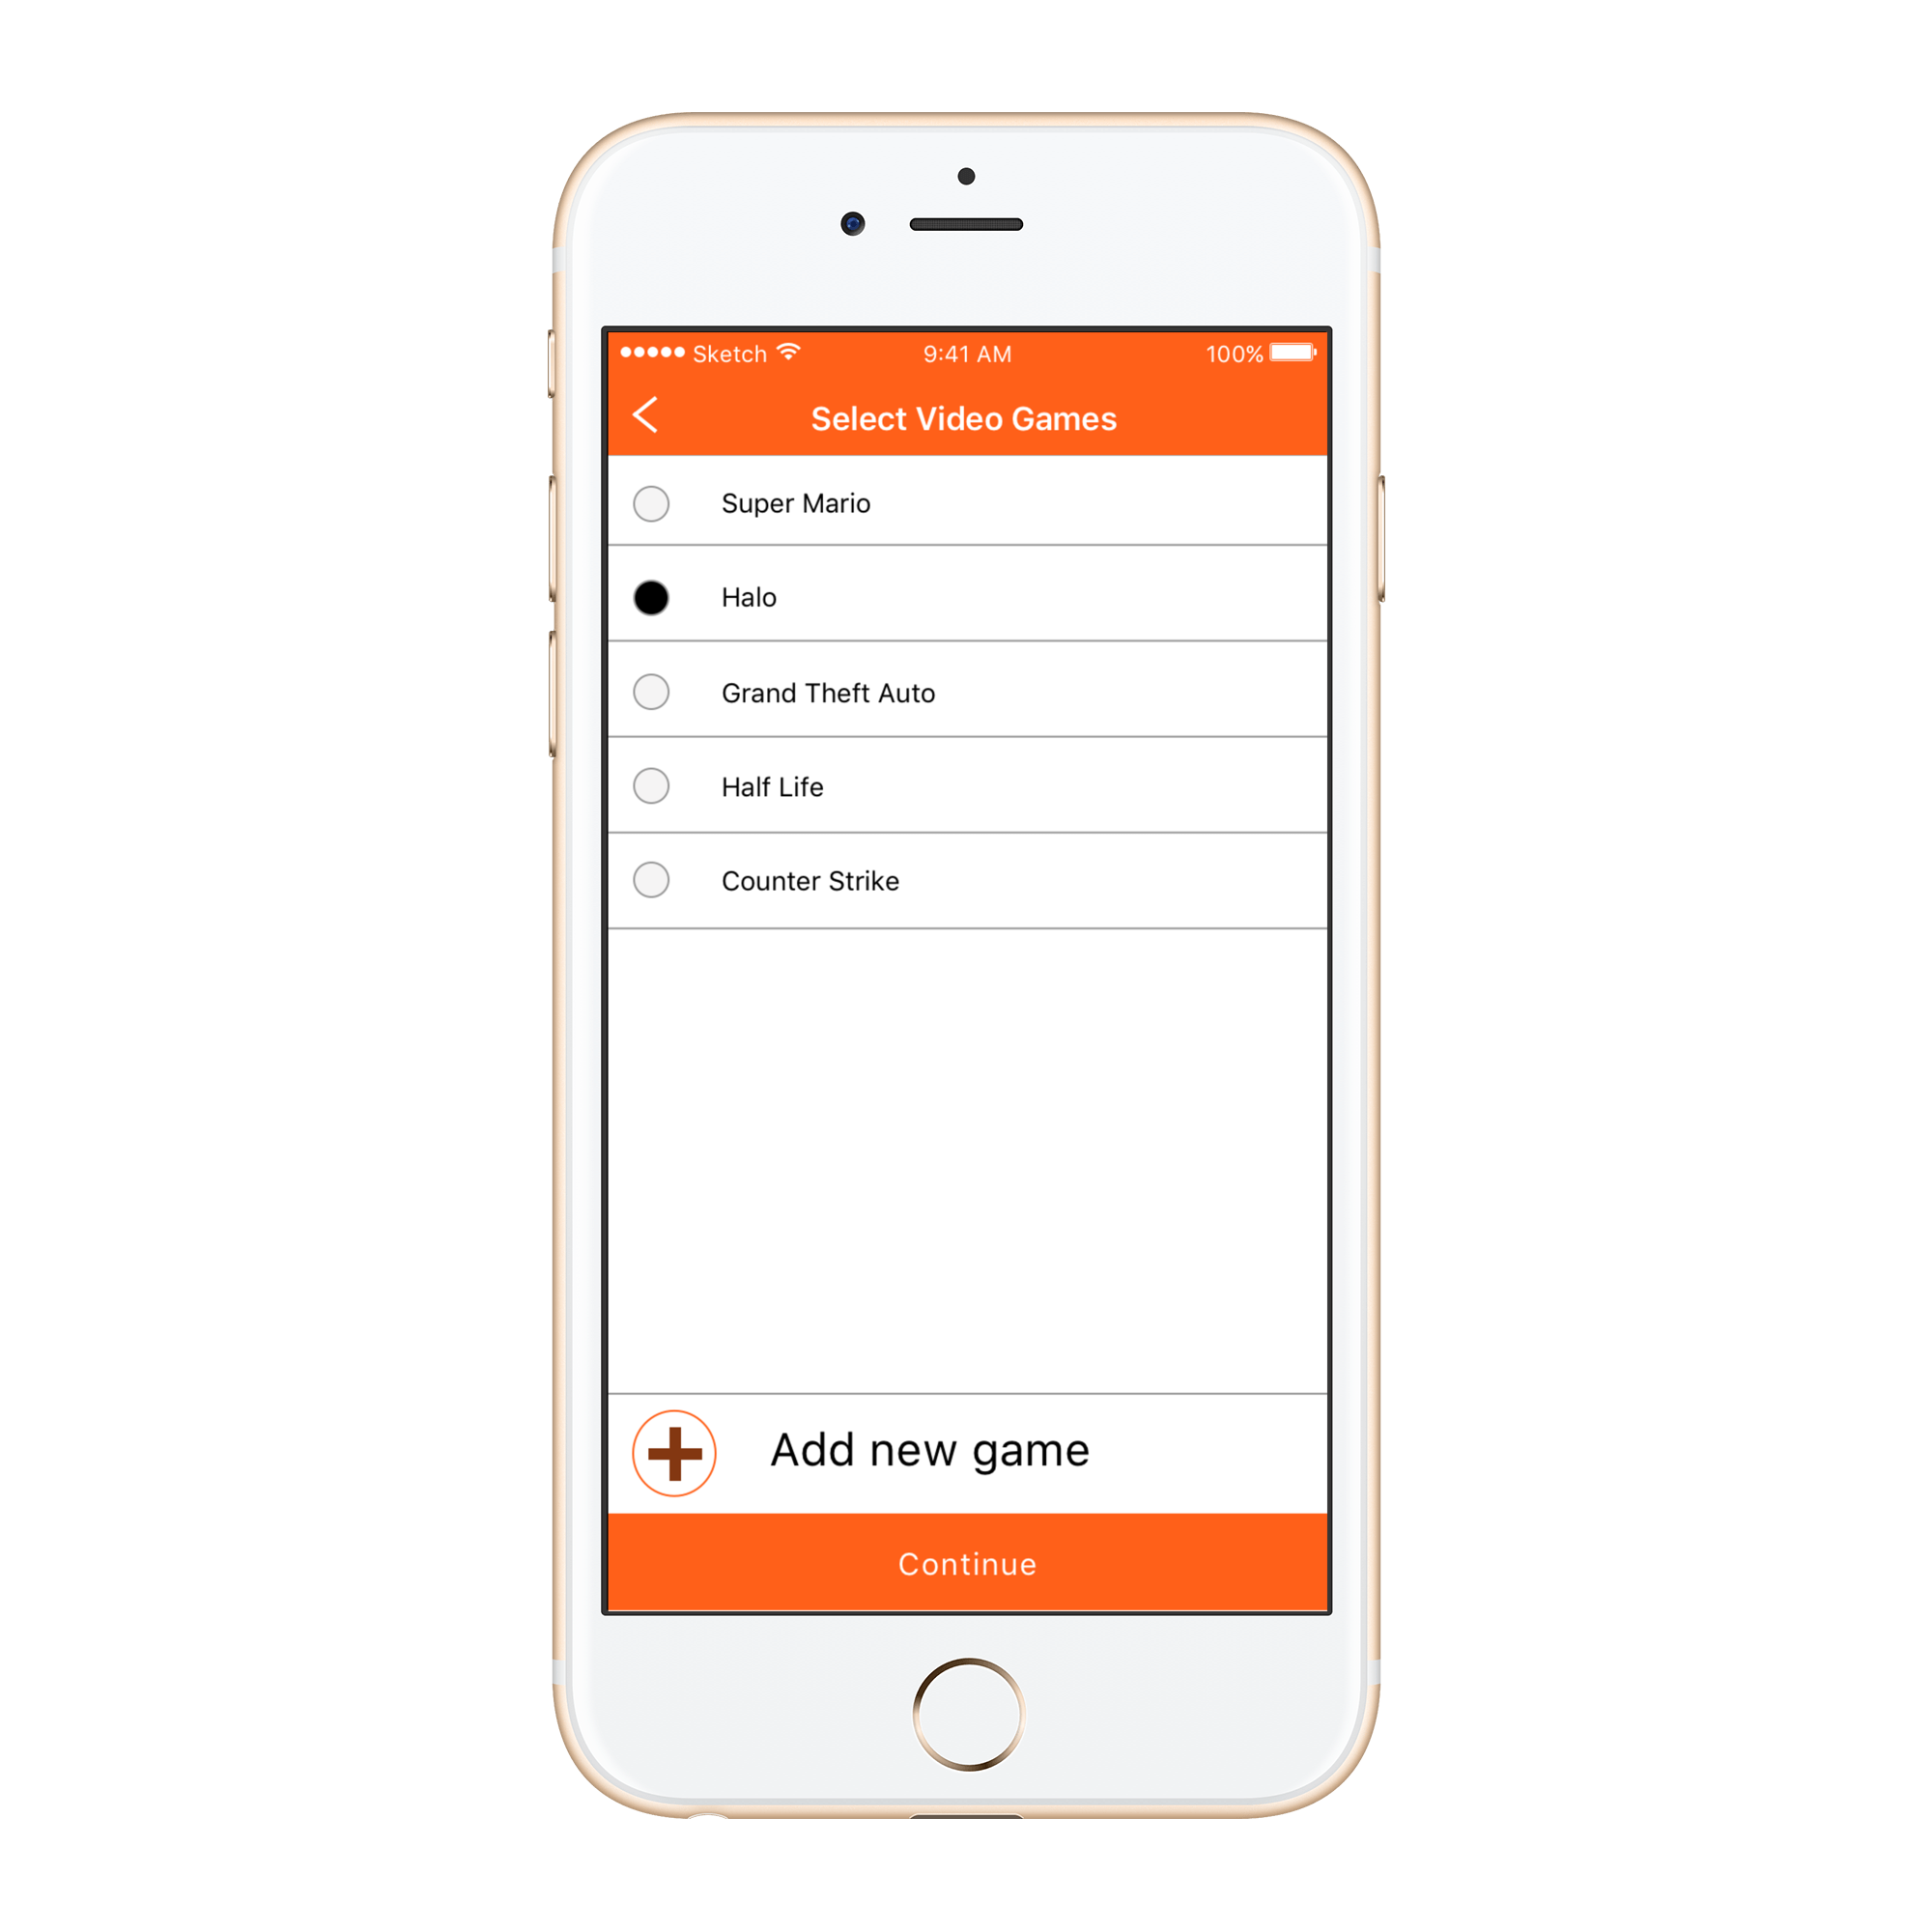 Sketch 9:41 AM 100%
Select Video Games
Super Mario
Halo
Grand Theft Auto
Half Life
Counter Strike
Add new game
Continue